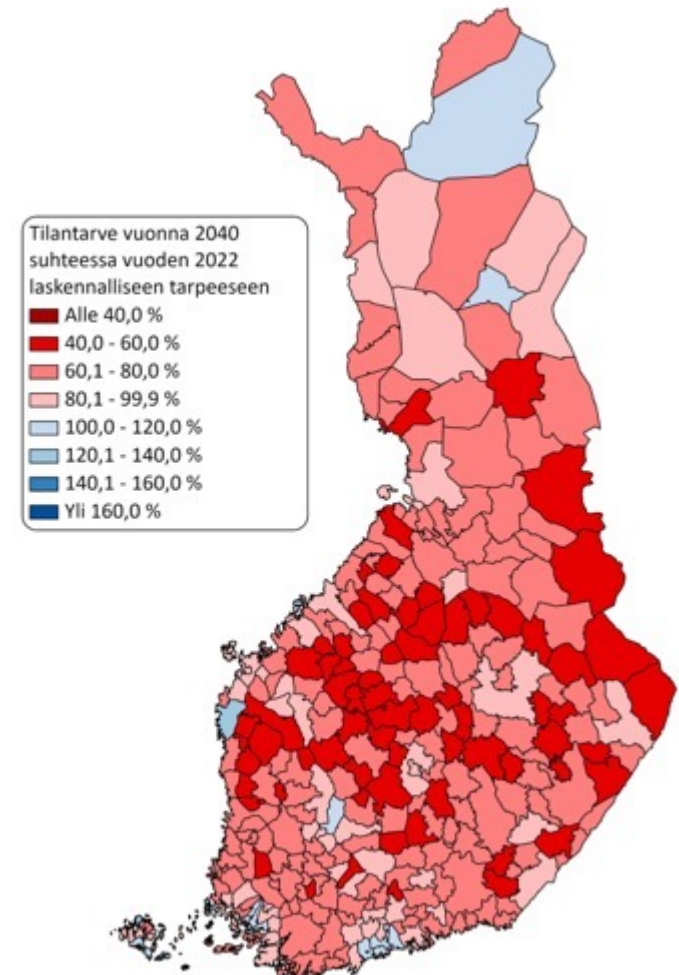 Tilantarve vuonna 2040
suhteessa vuoden 2022
laskennalliseen tarpeeseen
Alle 40,0 %
40,0 - 60,0 %
60,1 - 80,0 %
80,1 - 99,9 %
100,0 - 120,0 %
120,1 - 140,0 %
140,1 - 160,0 %
Yli 160,0 %